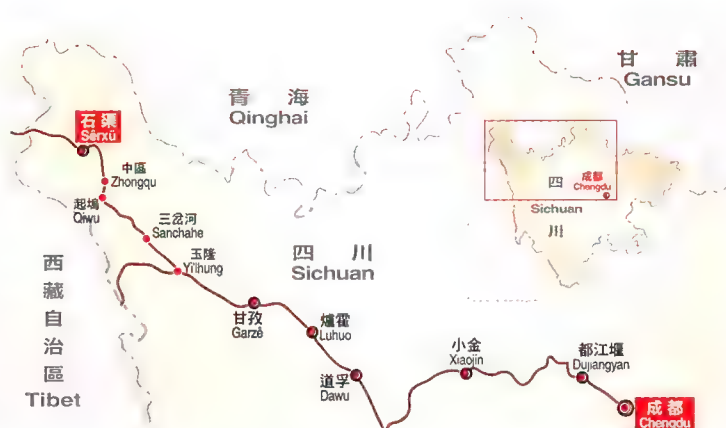 甘 肅
Gansu
青 海
Qinghai
石渠
Sêrxü
中區
Zhongqu
起塢
Qiwu
三岔河
Sanchahe
玉隆
Yilhung
四 川
Sichuan
成都
Chengdu
四
Sichuan
川
西
藏
自
治
區
Tibet
甘孜
Garzê
爐霍
Luhuo
道孚
Dawu
小金
Xiaojin
都江堰
Dujiangyan
成都
Chengdu